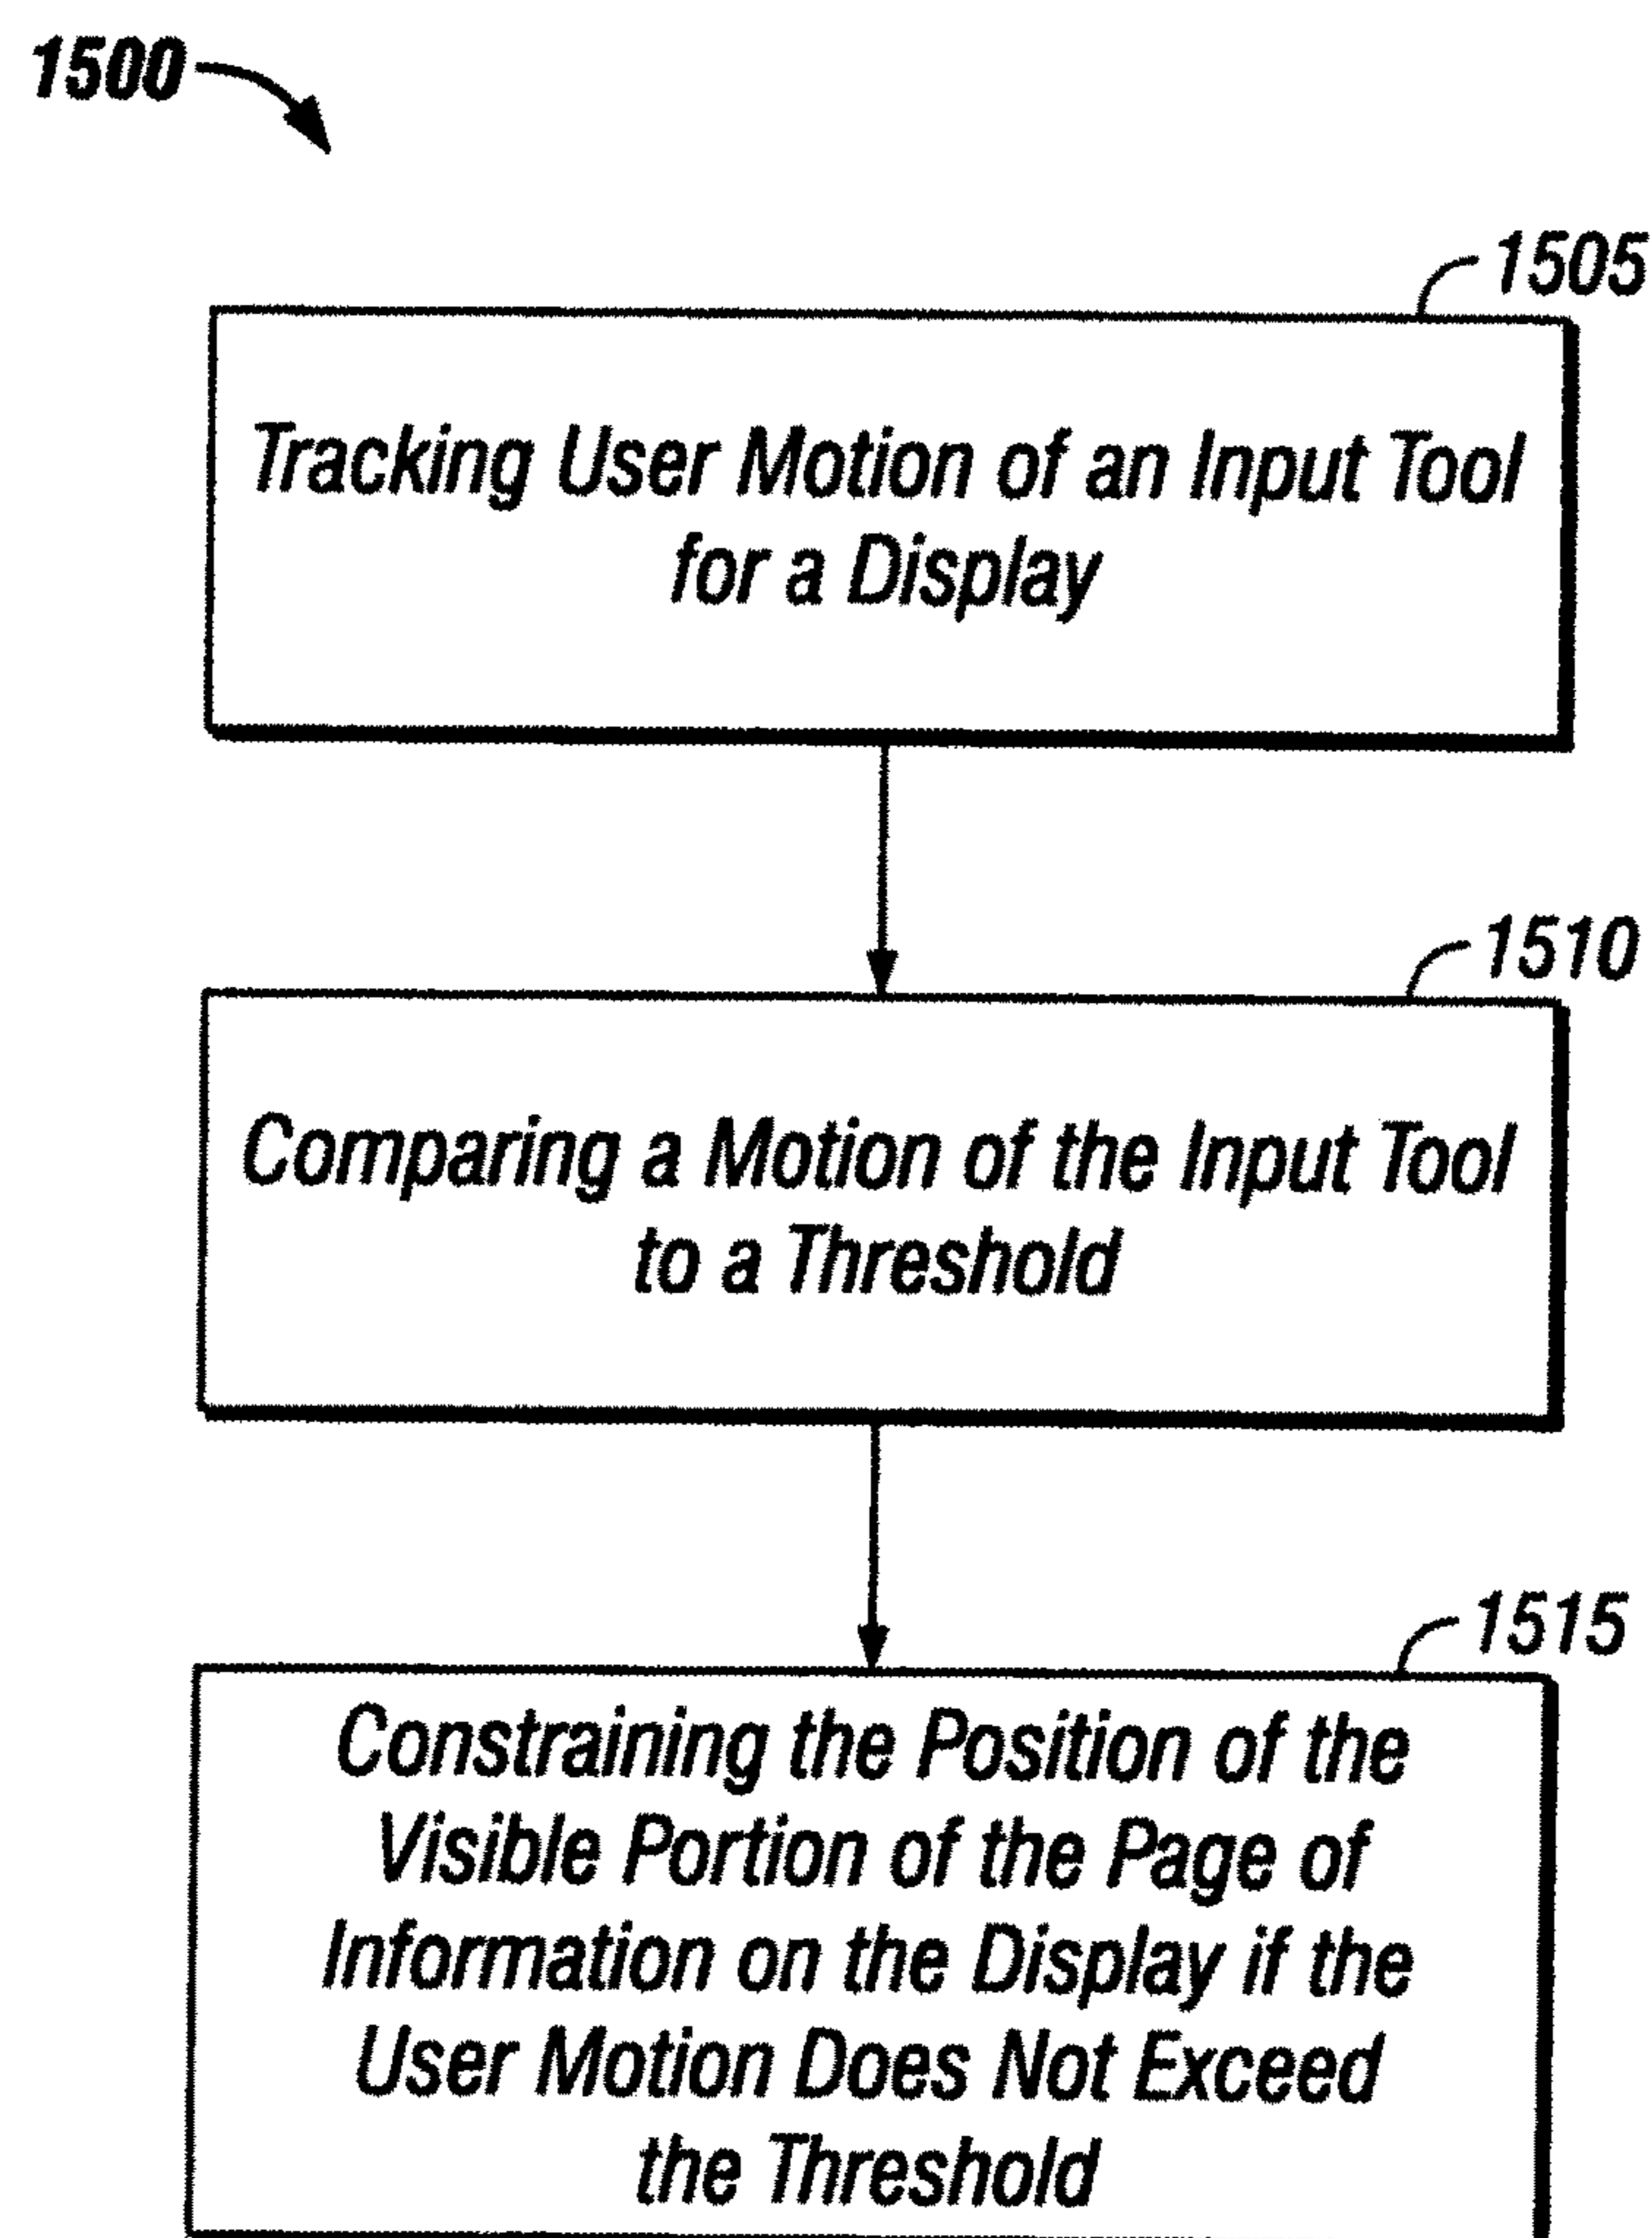 1500
1505
Tracking User Motion of an Input Tool
for a Display
1510
Comparing a Motion of the Input Tool
to a Threshold
1515
Constraining the Position of the
Visible Portion of the Page of
Information on the Display if the
User Motion Does Not Exceed
the Threshold